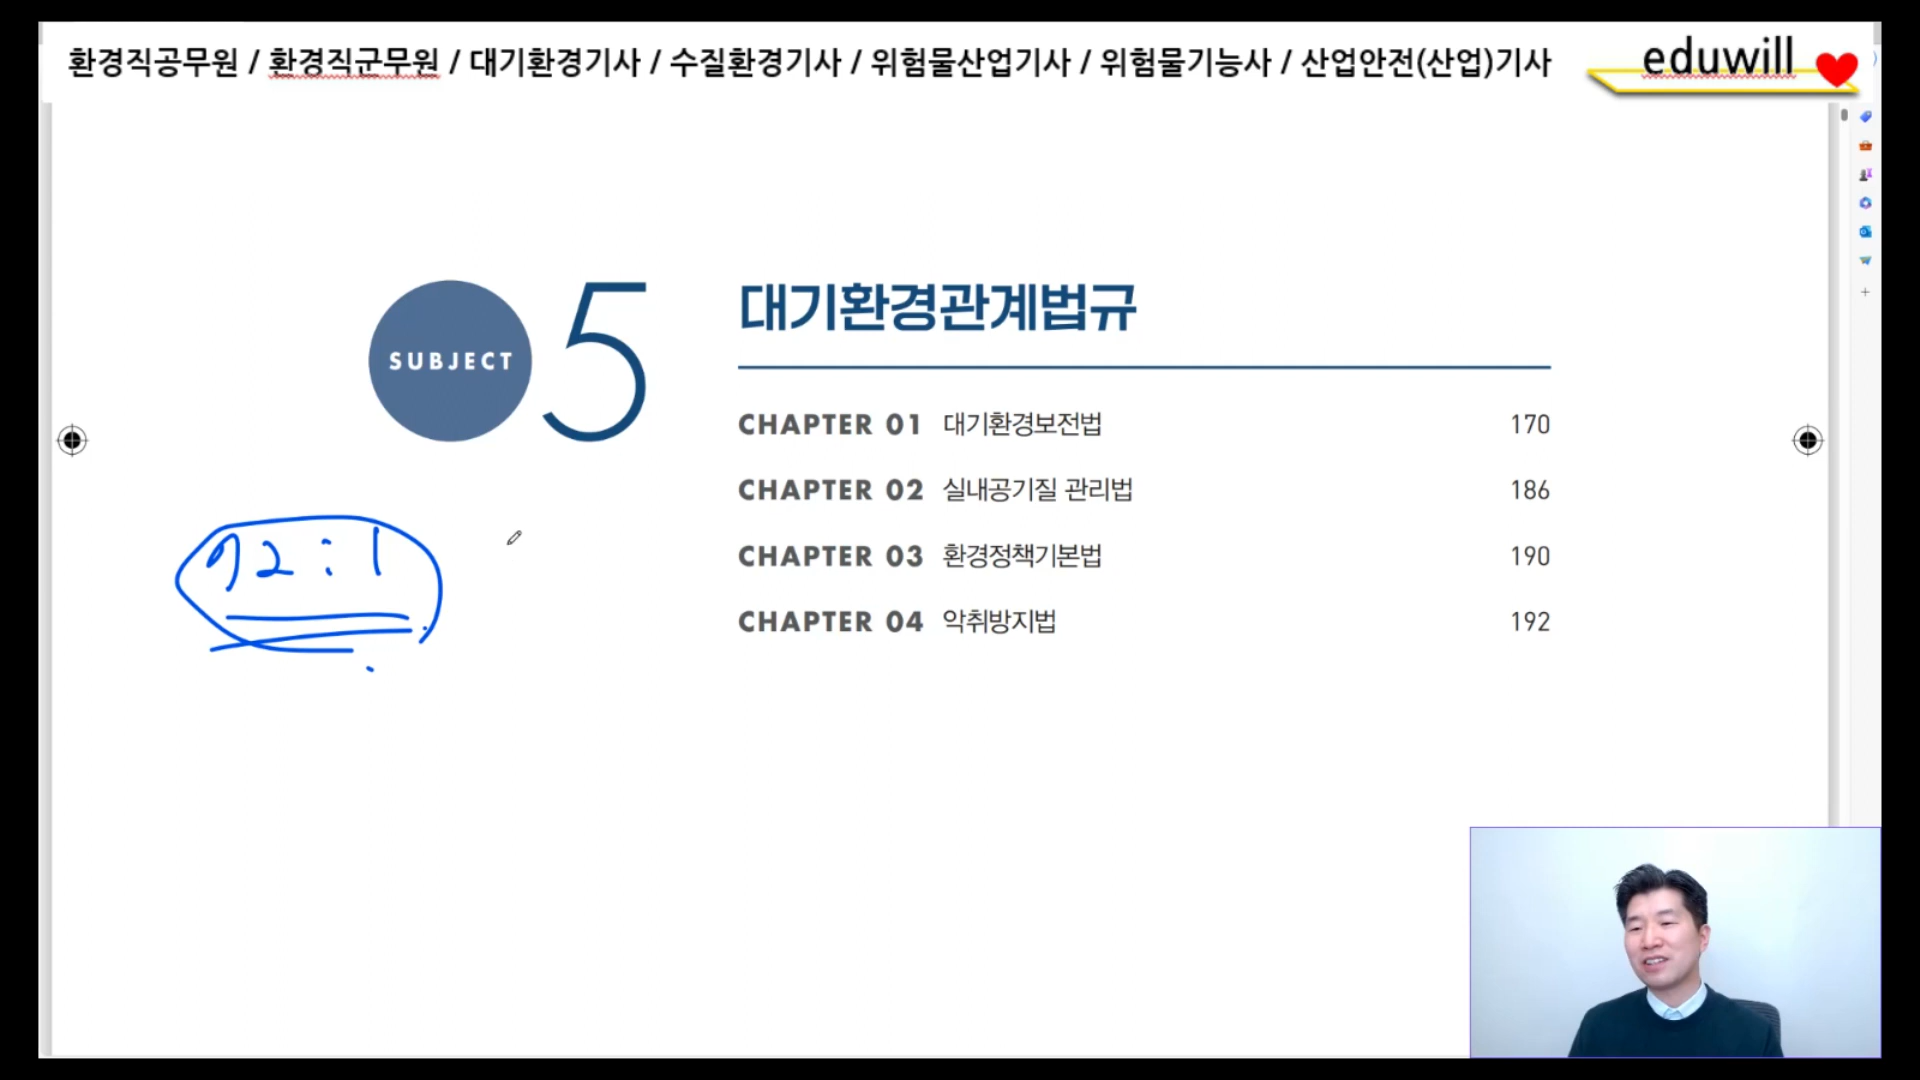 환경직공무원 / 환경직군무원 / 대기환경기사 / 수질환경기사 / 위험물산업기사 / 위험물기능사 / 산업안전(산업)기사
eduwill
SUBJECT 5
대기환경관계법규
CHAPTER 01 대기환경보전법 170
CHAPTER 02 실내공기질 관리법 186
CHAPTER 03 환경정책기본법 190
CHAPTER 04 악취방지법 192